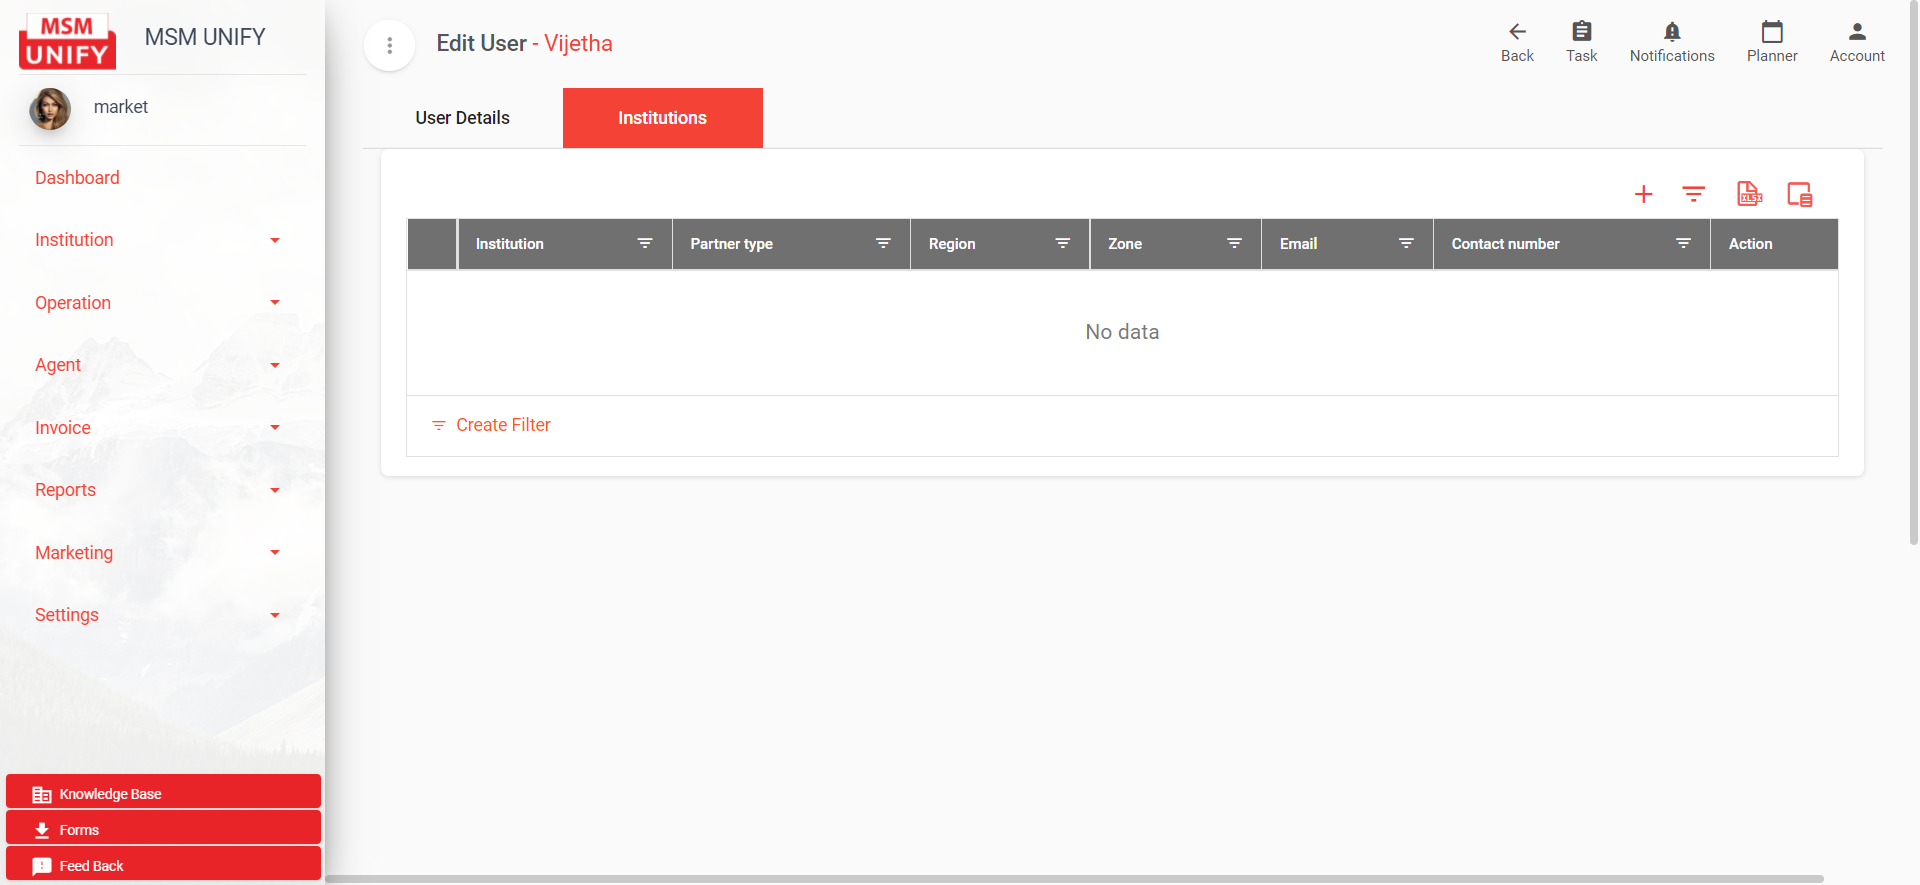 MSM
UNIFY
MSM UNIFY
market
Dashboard
Institution
Operation
Agent
Invoice
Reports
Marketing
Settings
Knowledge Base
Forms
Feed Back
Edit User - Vijetha
Back
Task
Notifications
Planner
Account
User Details
Institutions
XLSX
Institution
Partner type
Region
Zone
Email
Contact number
Action
No data
Create Filter